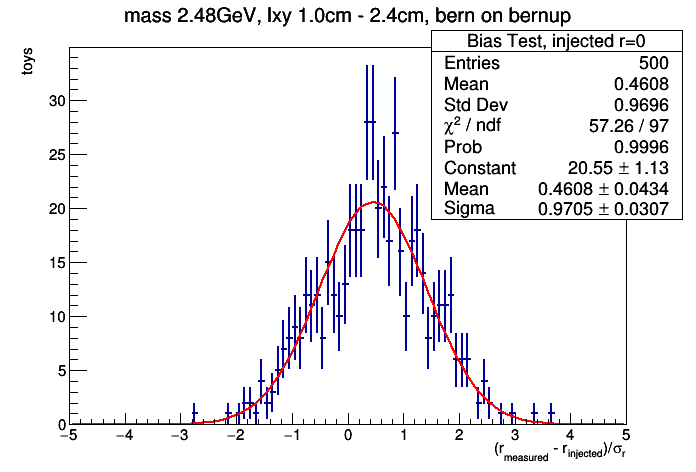 mass 2.48GeV, lxy 1.0cm - 2.4cm, bern on bernup
Bias Test, injected r=0
Entries 500
Mean 0.4608
Std Dev 0.9696
χ² / ndf 57.26 / 97
Prob 0.9996
Constant 20.55 ± 1.13
Mean 0.4608 ± 0.0434
Sigma 0.9705 ± 0.0307
toys
30
25
20
15
10
5
0
−5 −4 −3 −2 −1 0 1 2 3 4 5
(r_measured - r_injected)/σ_r